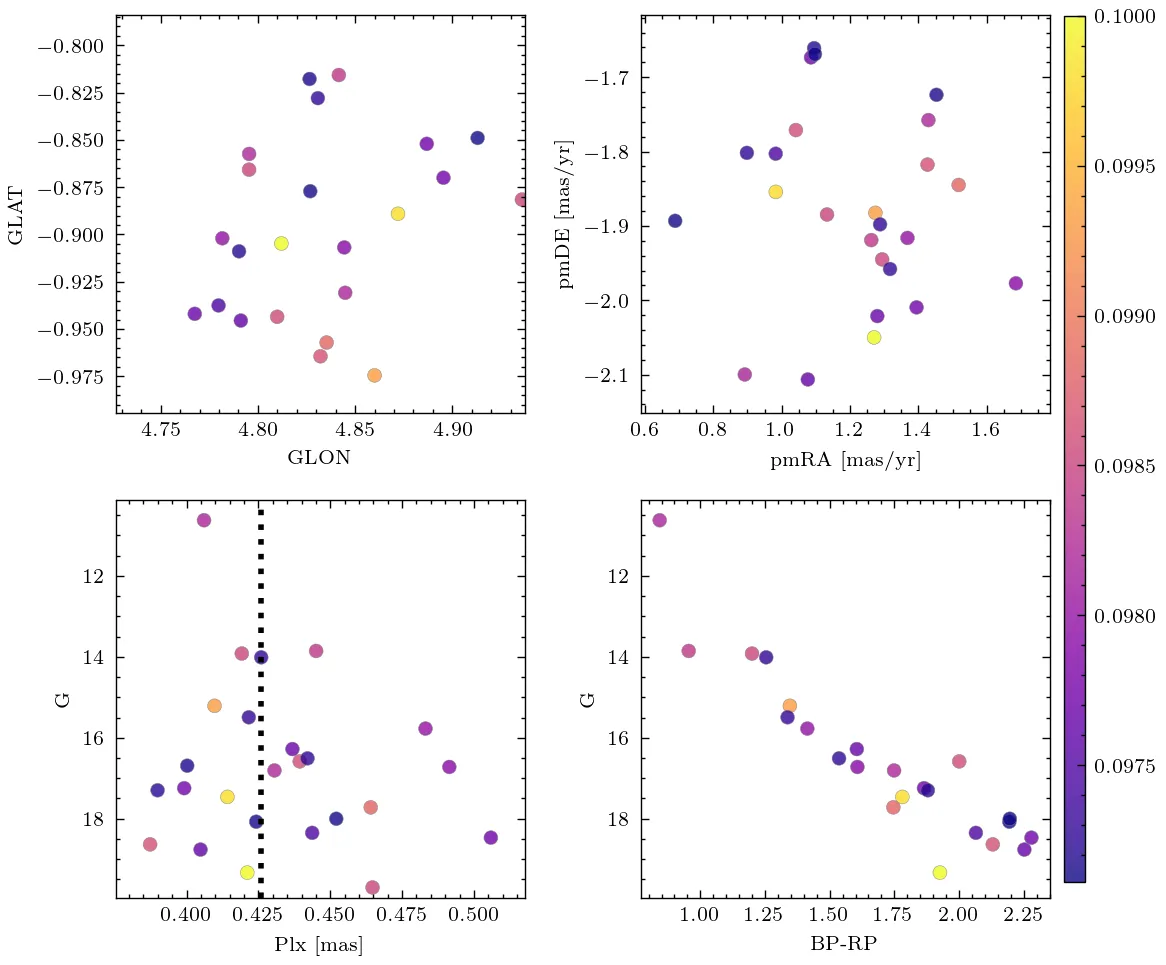 −0.800
−0.825
−0.850
−0.875
−0.900
−0.925
−0.950
−0.975
GLAT
4.75 4.80 4.85 4.90
GLON
−1.7
−1.8
−1.9
−2.0
−2.1
pmDE [mas/yr]
0.6 0.8 1.0 1.2 1.4 1.6
pmRA [mas/yr]
12
14
16
18
G
0.400 0.425 0.450 0.475 0.500
Plx [mas]
12
14
16
18
G
1.00 1.25 1.50 1.75 2.00 2.25
BP-RP
0.1000
0.0995
0.0990
0.0985
0.0980
0.0975